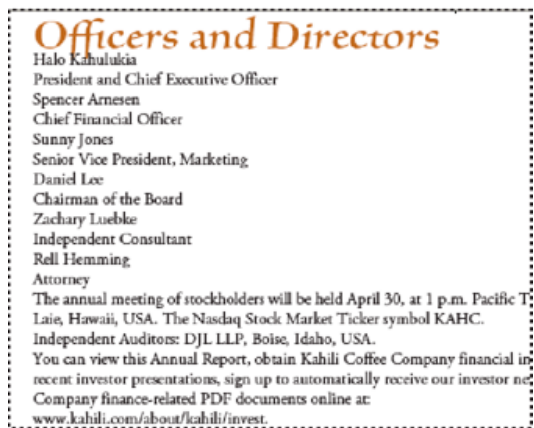 Officers and Directors
Halo Kahulukia
President and Chief Executive Officer
Spencer Arnesen
Chief Financial Officer
Sunny Jones
Senior Vice President, Marketing
Daniel Lee
Chairman of the Board
Zachary Luebke
Independent Consultant
Rell Hemming
Attorney
The annual meeting of stockholders will be held April 30, at 1 p.m. Pacific T
Laie, Hawaii, USA. The Nasdaq Stock Market Ticker symbol KAHC.
Independent Auditors: DJL LLP, Boise, Idaho, USA.
You can view this Annual Report, obtain Kahili Coffee Company financial in
recent investor presentations, sign up to automatically receive our investor ne
Company finance-related PDF documents online at:
www.kahili.com/about/kahili/invest.